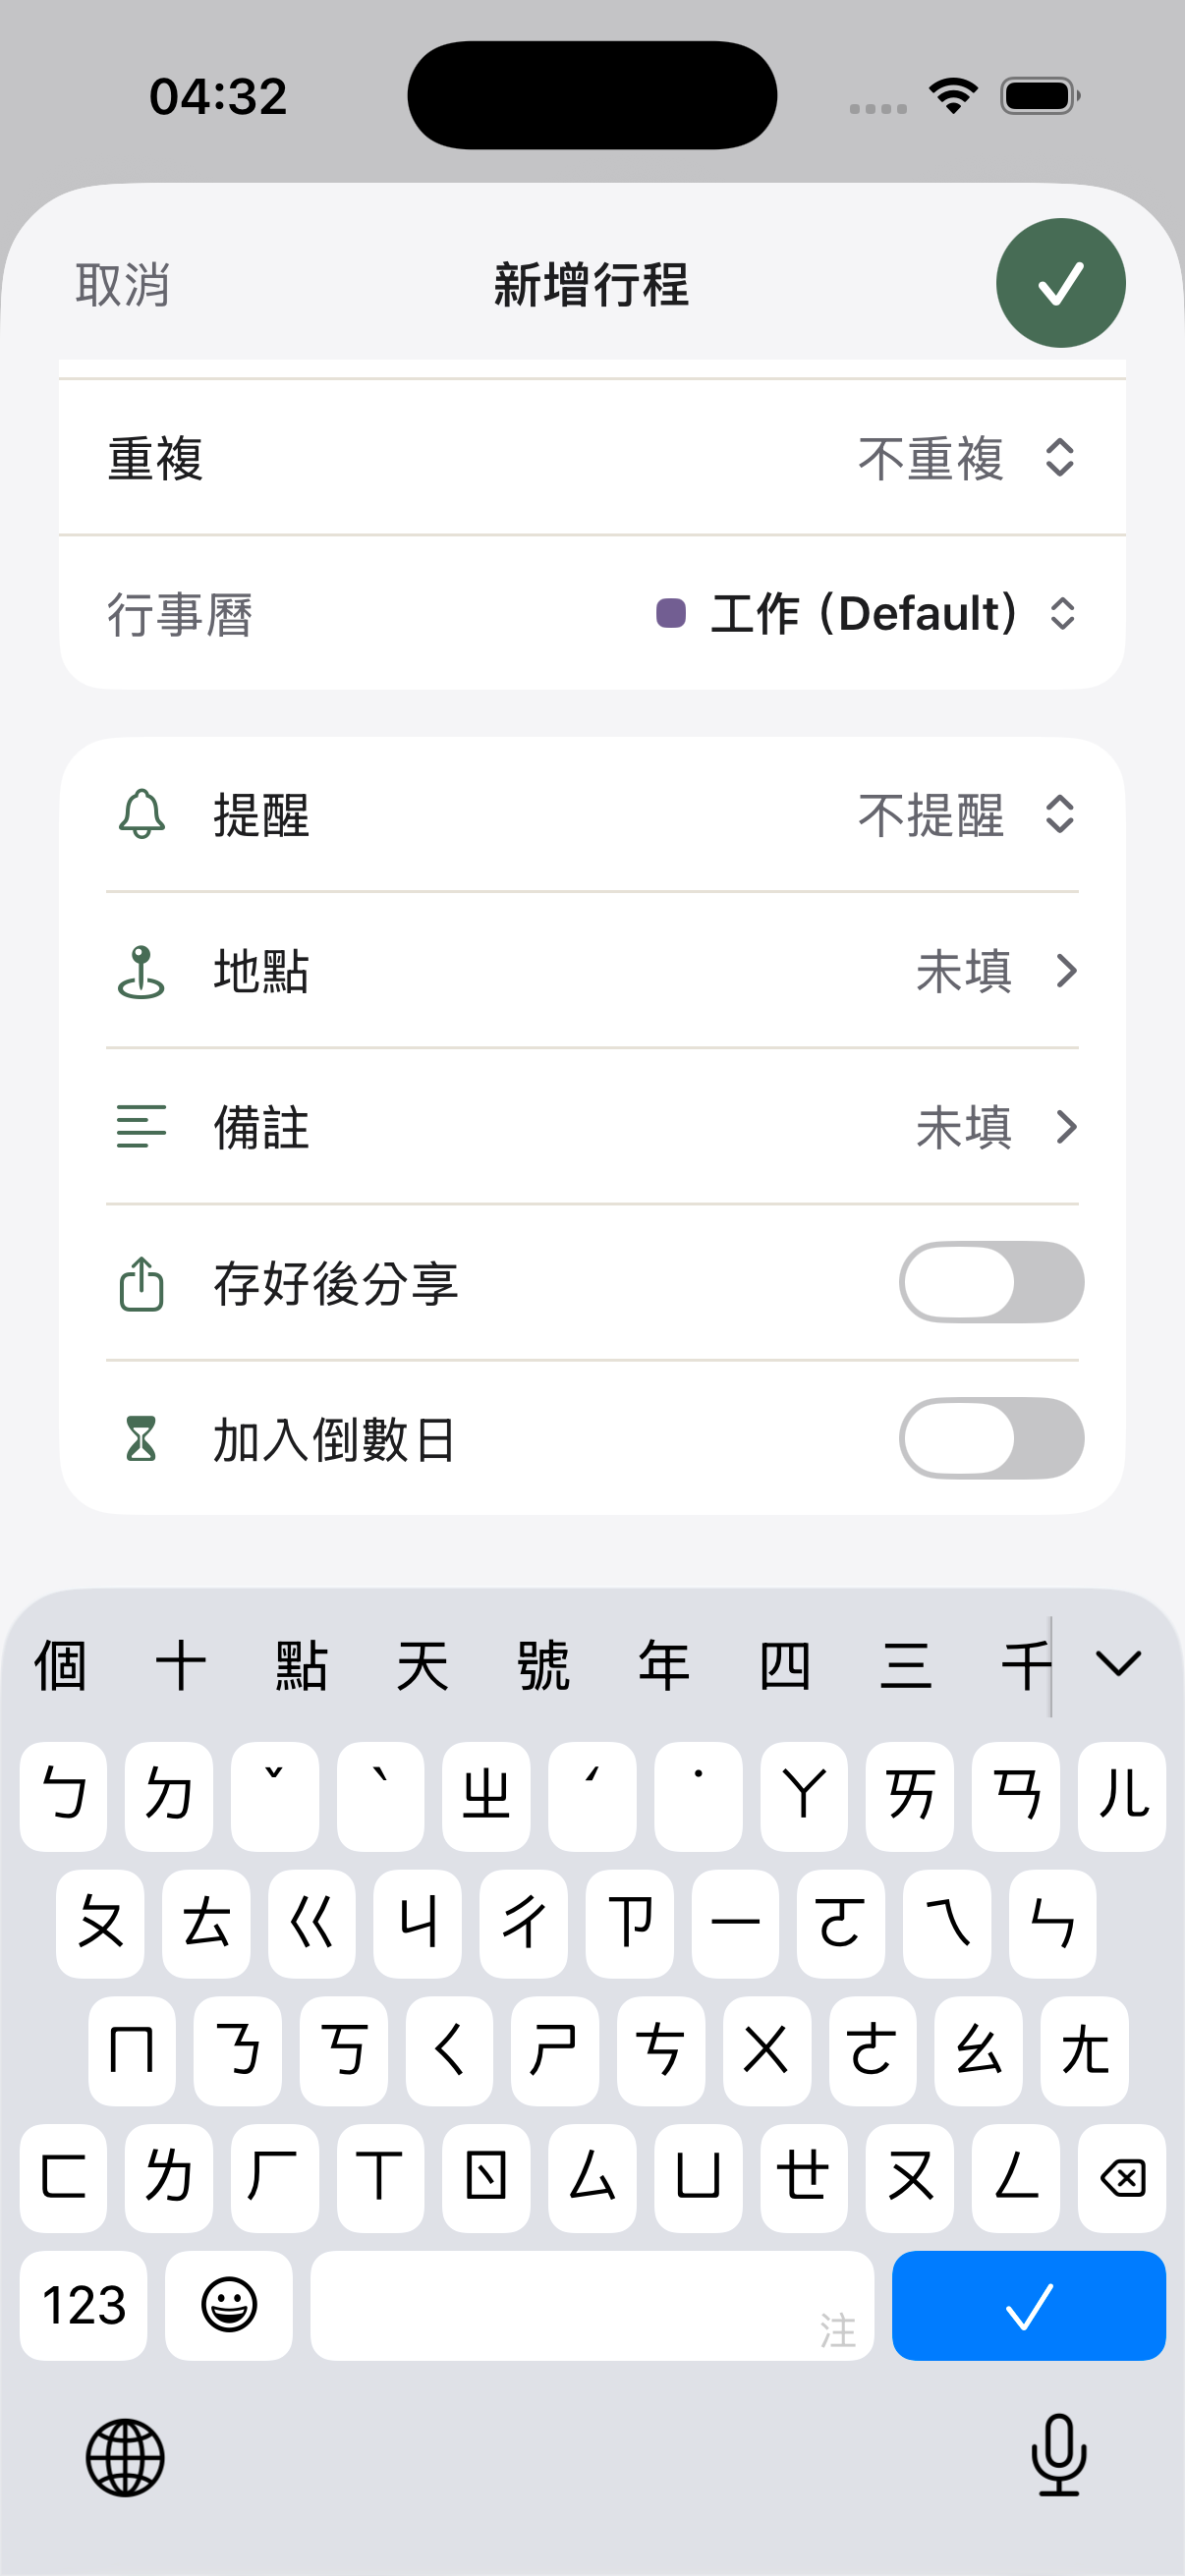 04:32
取消 新增行程
重複 不重複
行事曆 工作（Default）
提醒 不提醒
地點 未填
備註 未填
存好後分享
加入倒數日
個 十 點 天 號 年 四 三 千
ㄅ ㄉ ˇ ˋ ㄓ ˊ ˙ ㄚ ㄞ ㄢ ㄦ
ㄆ ㄊ ㄍ ㄐ ㄔ ㄗ ㄧ ㄛ ㄟ ㄣ
ㄇ ㄋ ㄎ ㄑ ㄕ ㄘ ㄨ ㄜ ㄠ ㄤ
ㄈ ㄌ ㄏ ㄒ ㄖ ㄙ ㄩ ㄝ ㄡ ㄥ
123 注